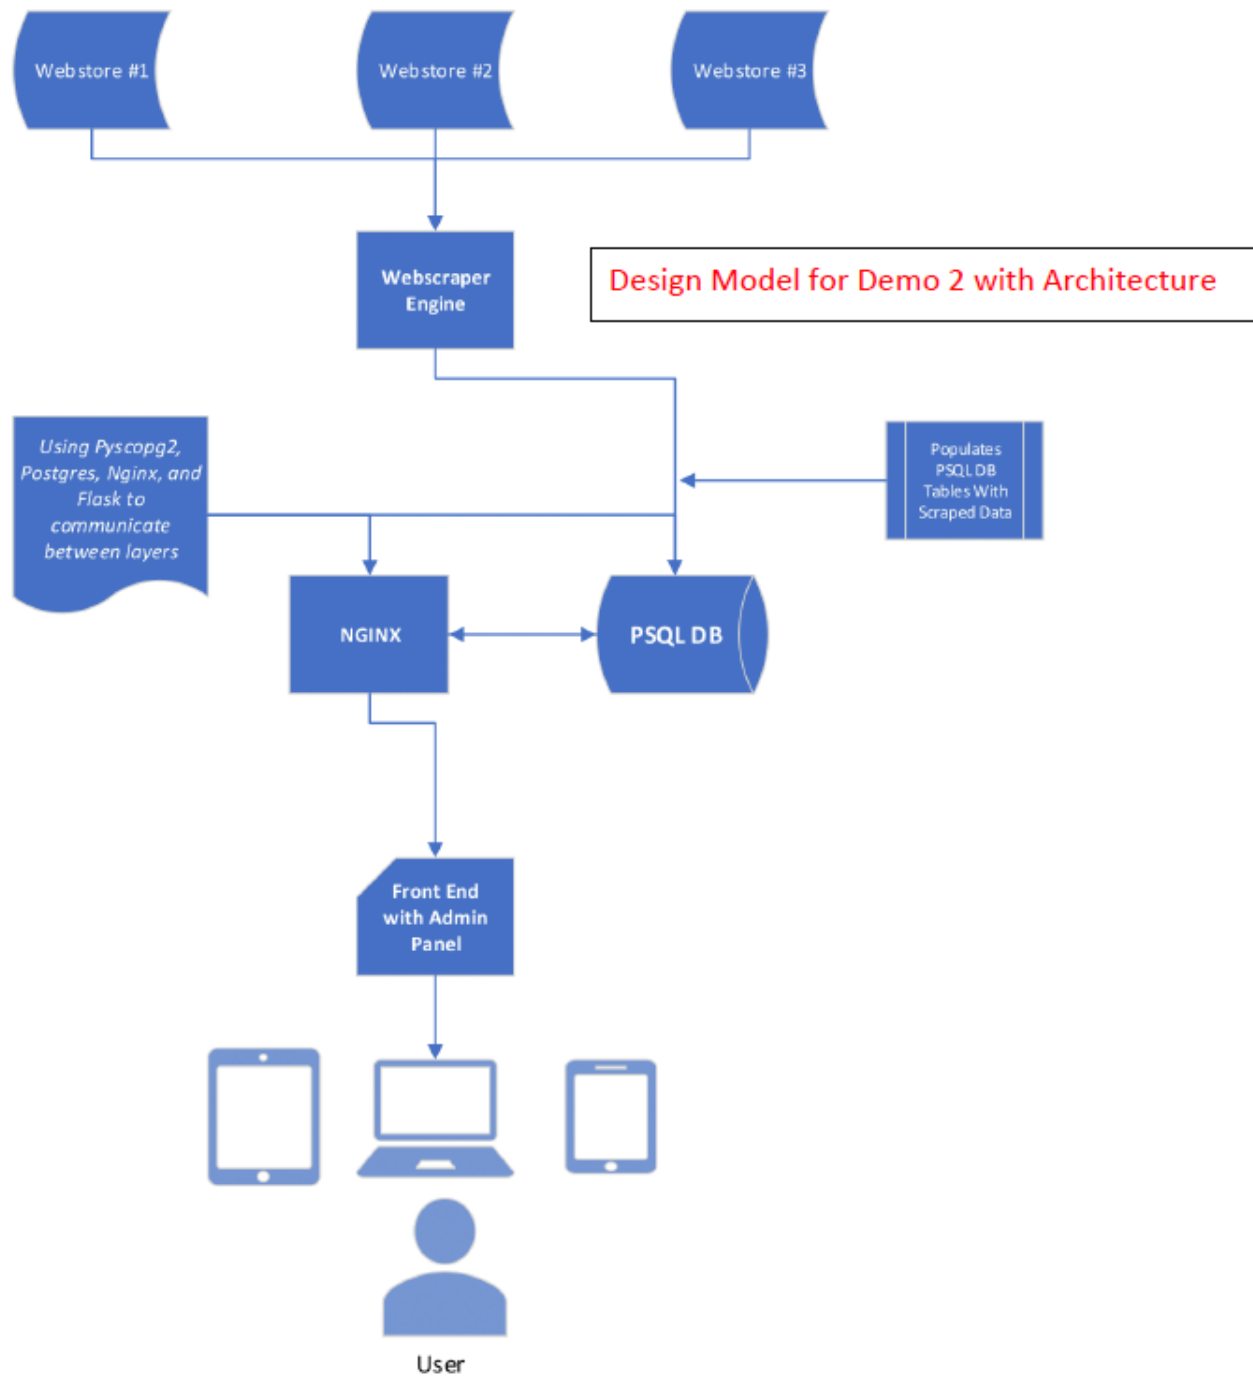 Webstore #1
Webstore #2
Webstore #3
Webscraper
Engine
Design Model for Demo 2 with Architecture
Using Pyscopg2,
Postgres, Nginx, and
Flask to
communicate
between layers
Populates
PSQL DB
Tables With
Scraped Data
NGINX
PSQL DB
Front End
with Admin
Panel
User